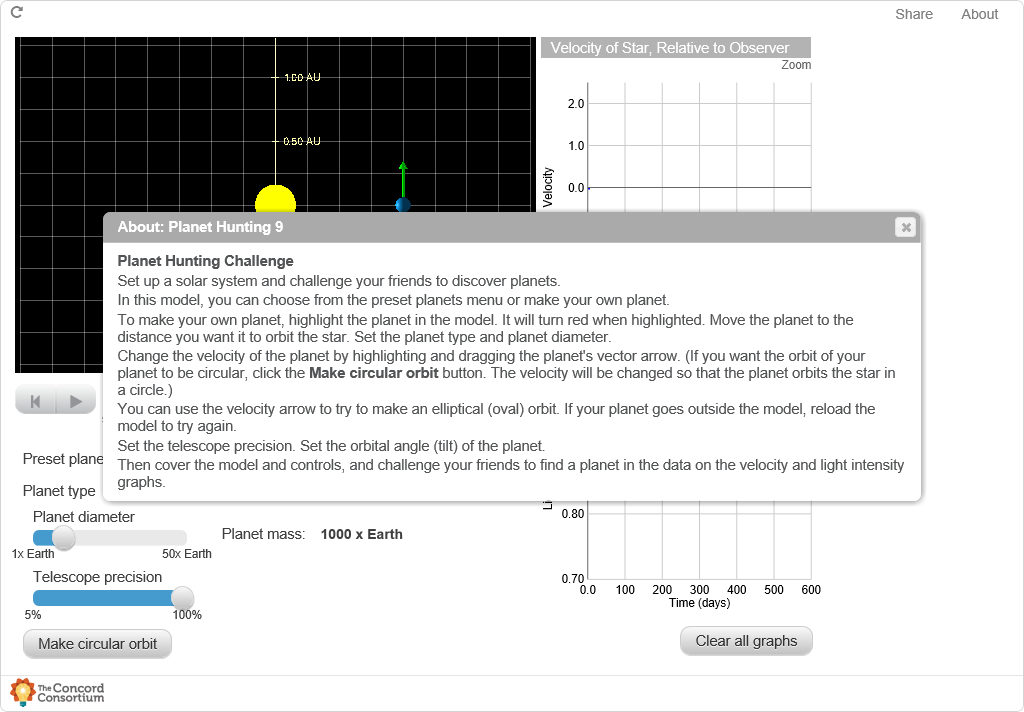 Share About
Velocity of Star, Relative to Observer
Zoom
1.00 AU
0.50 AU
2.0
1.0
0.0
Velocity
About: Planet Hunting 9
Planet Hunting Challenge
Set up a solar system and challenge your friends to discover planets.
In this model, you can choose from the preset planets menu or make your own planet.
To make your own planet, highlight the planet in the model. It will turn red when highlighted. Move the planet to the
distance you want it to orbit the star. Set the planet type and planet diameter.
Change the velocity of the planet by highlighting and dragging the planet's vector arrow. (If you want the orbit of your
planet to be circular, click the Make circular orbit button. The velocity will be changed so that the planet orbits the star in
a circle.)
You can use the velocity arrow to try to make an elliptical (oval) orbit. If your planet goes outside the model, reload the
model to try again.
Set the telescope precision. Set the orbital angle (tilt) of the planet.
Then cover the model and controls, and challenge your friends to find a planet in the data on the velocity and light intensity
graphs.
Preset plane
Planet type
Planet diameter
1x Earth 50x Earth
Planet mass: 1000 x Earth
Telescope precision
5% 100%
Make circular orbit
Li
0.80
0.70
0.0 100 200 300 400 500 600
Time (days)
Clear all graphs
The Concord
Consortium